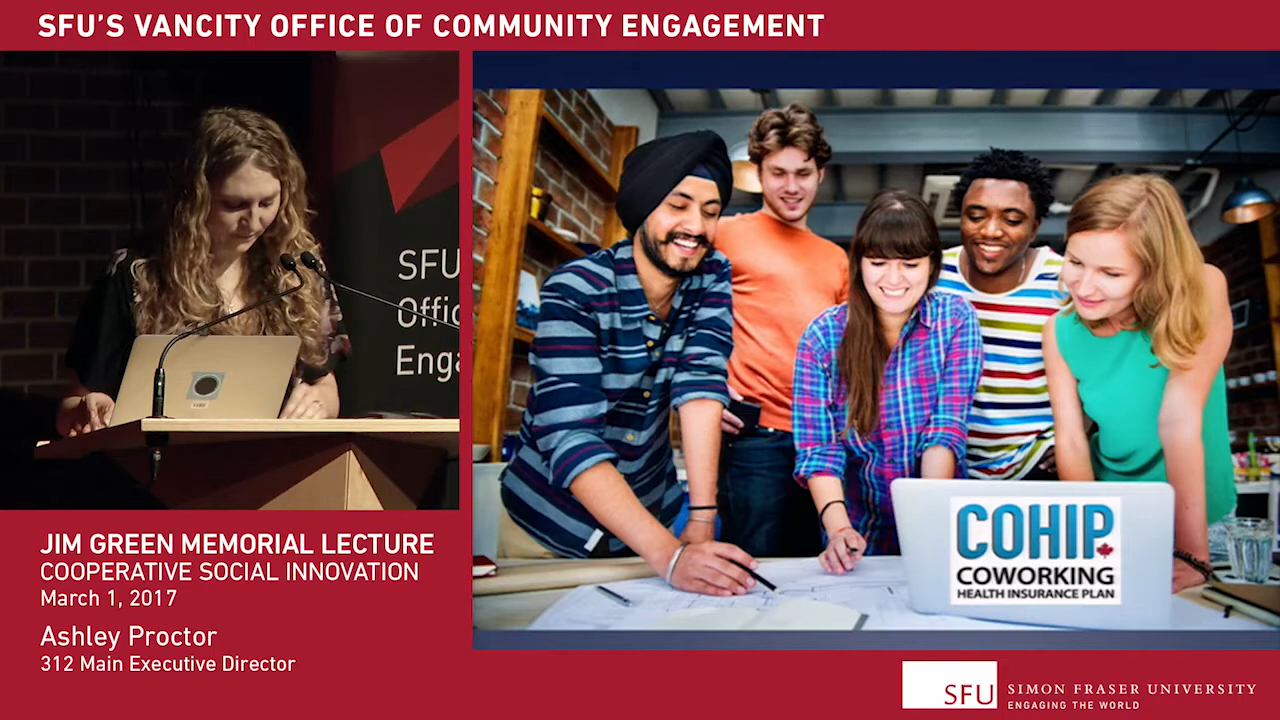 SFU'S VANCITY OFFICE OF COMMUNITY ENGAGEMENT
SFU
Offic
Enga
COHIP
COWORKING
HEALTH INSURANCE PLAN
JIM GREEN MEMORIAL LECTURE
COOPERATIVE SOCIAL INNOVATION
March 1, 2017
Ashley Proctor
312 Main Executive Director
SFU
SIMON FRASER UNIVERSITY
ENGAGING THE WORLD